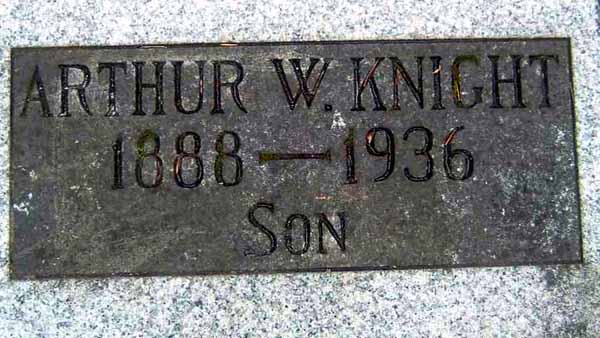 ARTHUR W. KNIGHT
1888 — 1936
SON